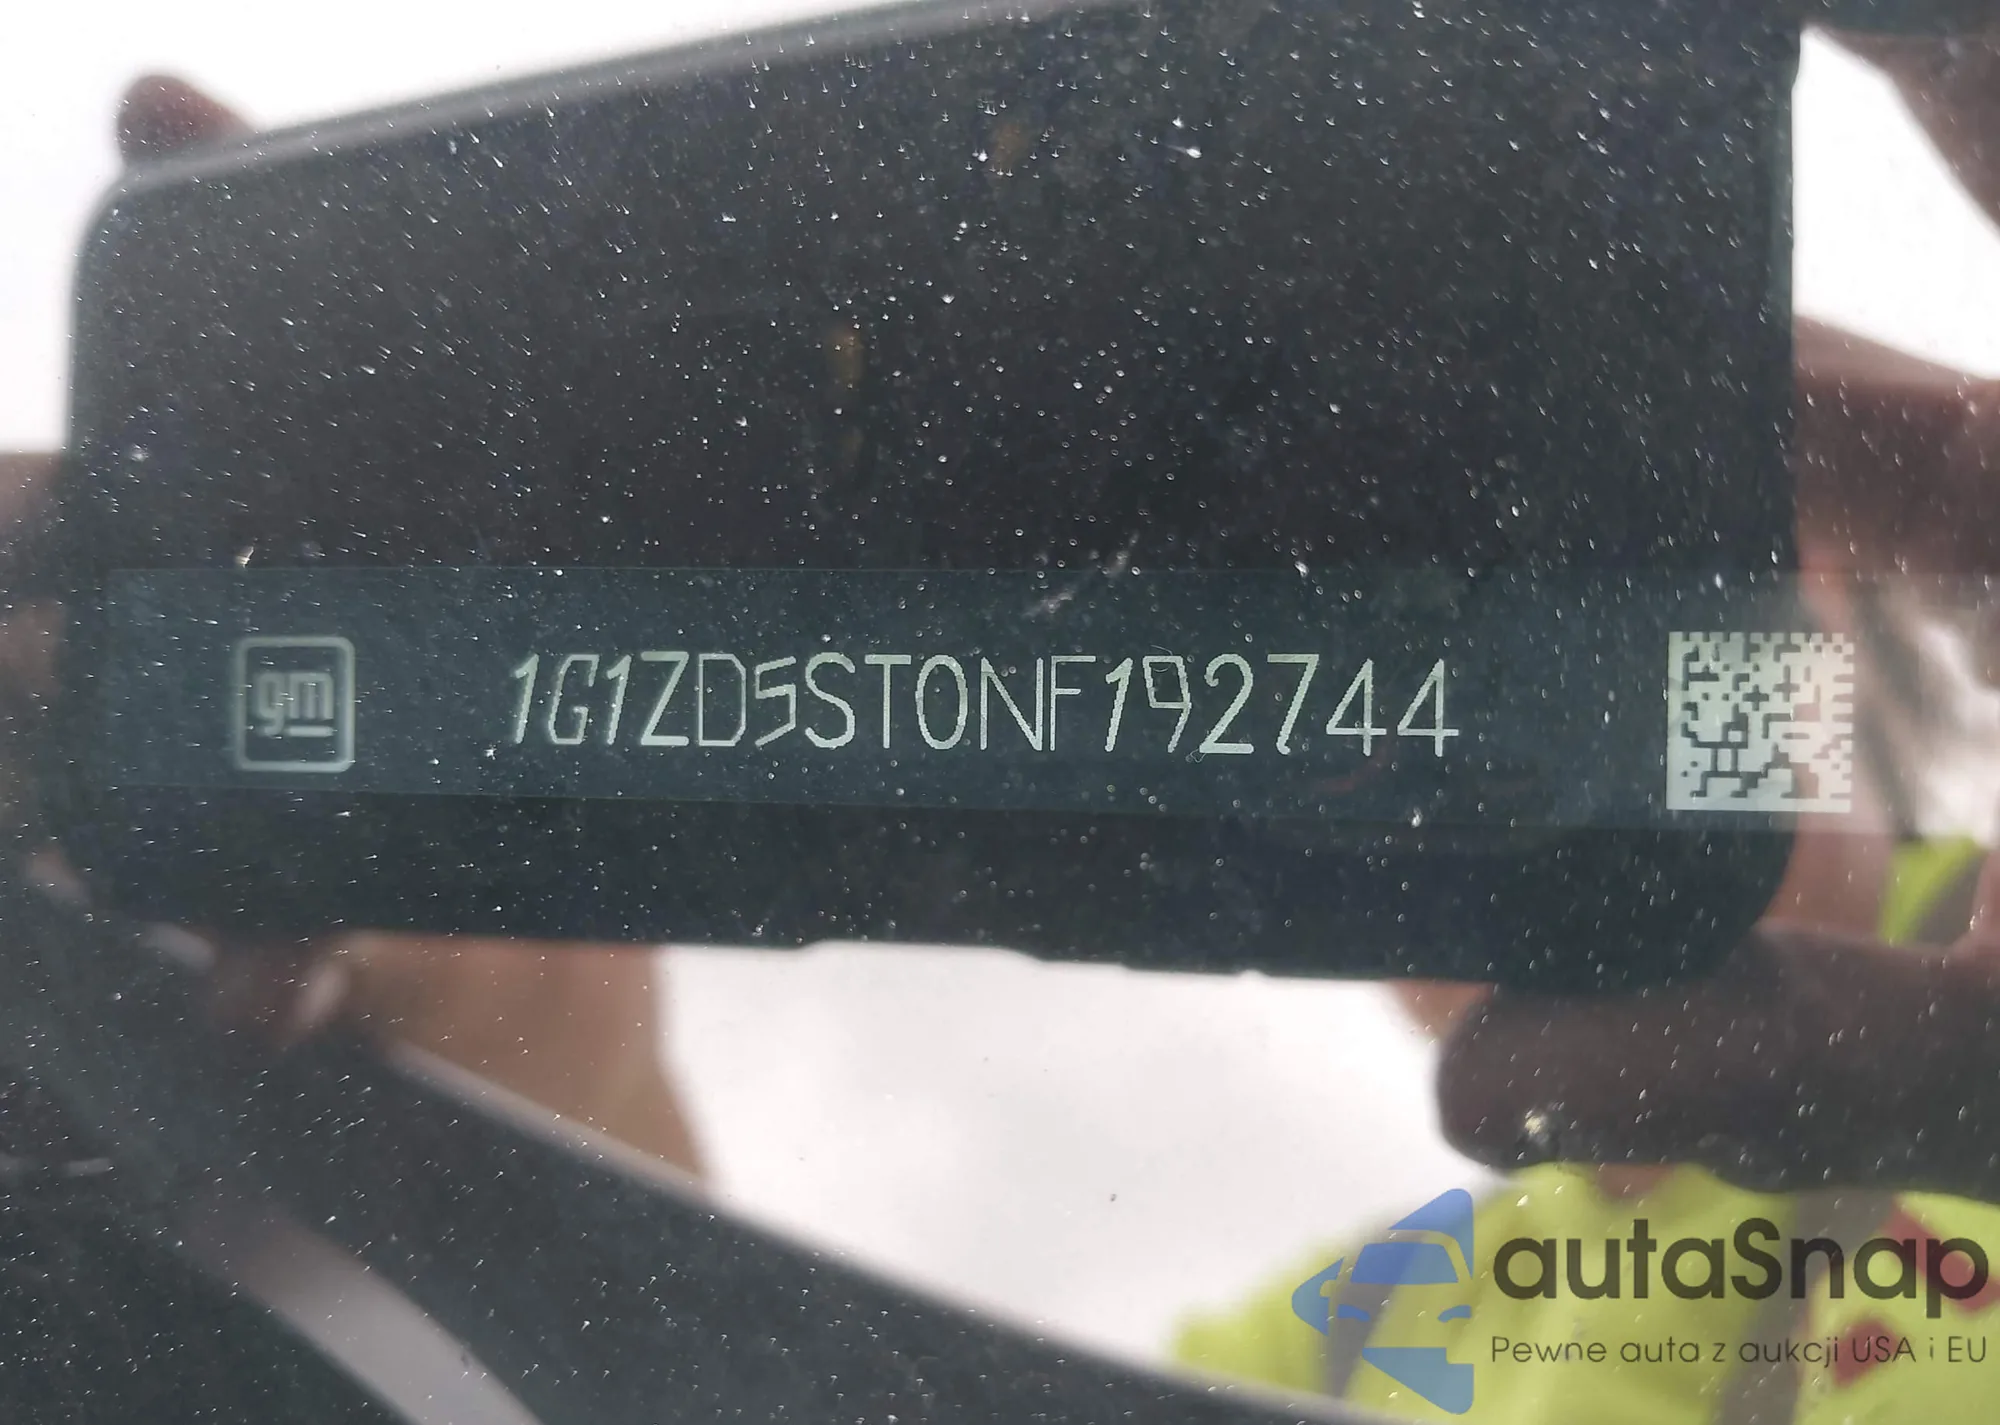 gm 1G1ZD5ST0NF192744
autaSnap
Pewne auta z aukcji USA i EU